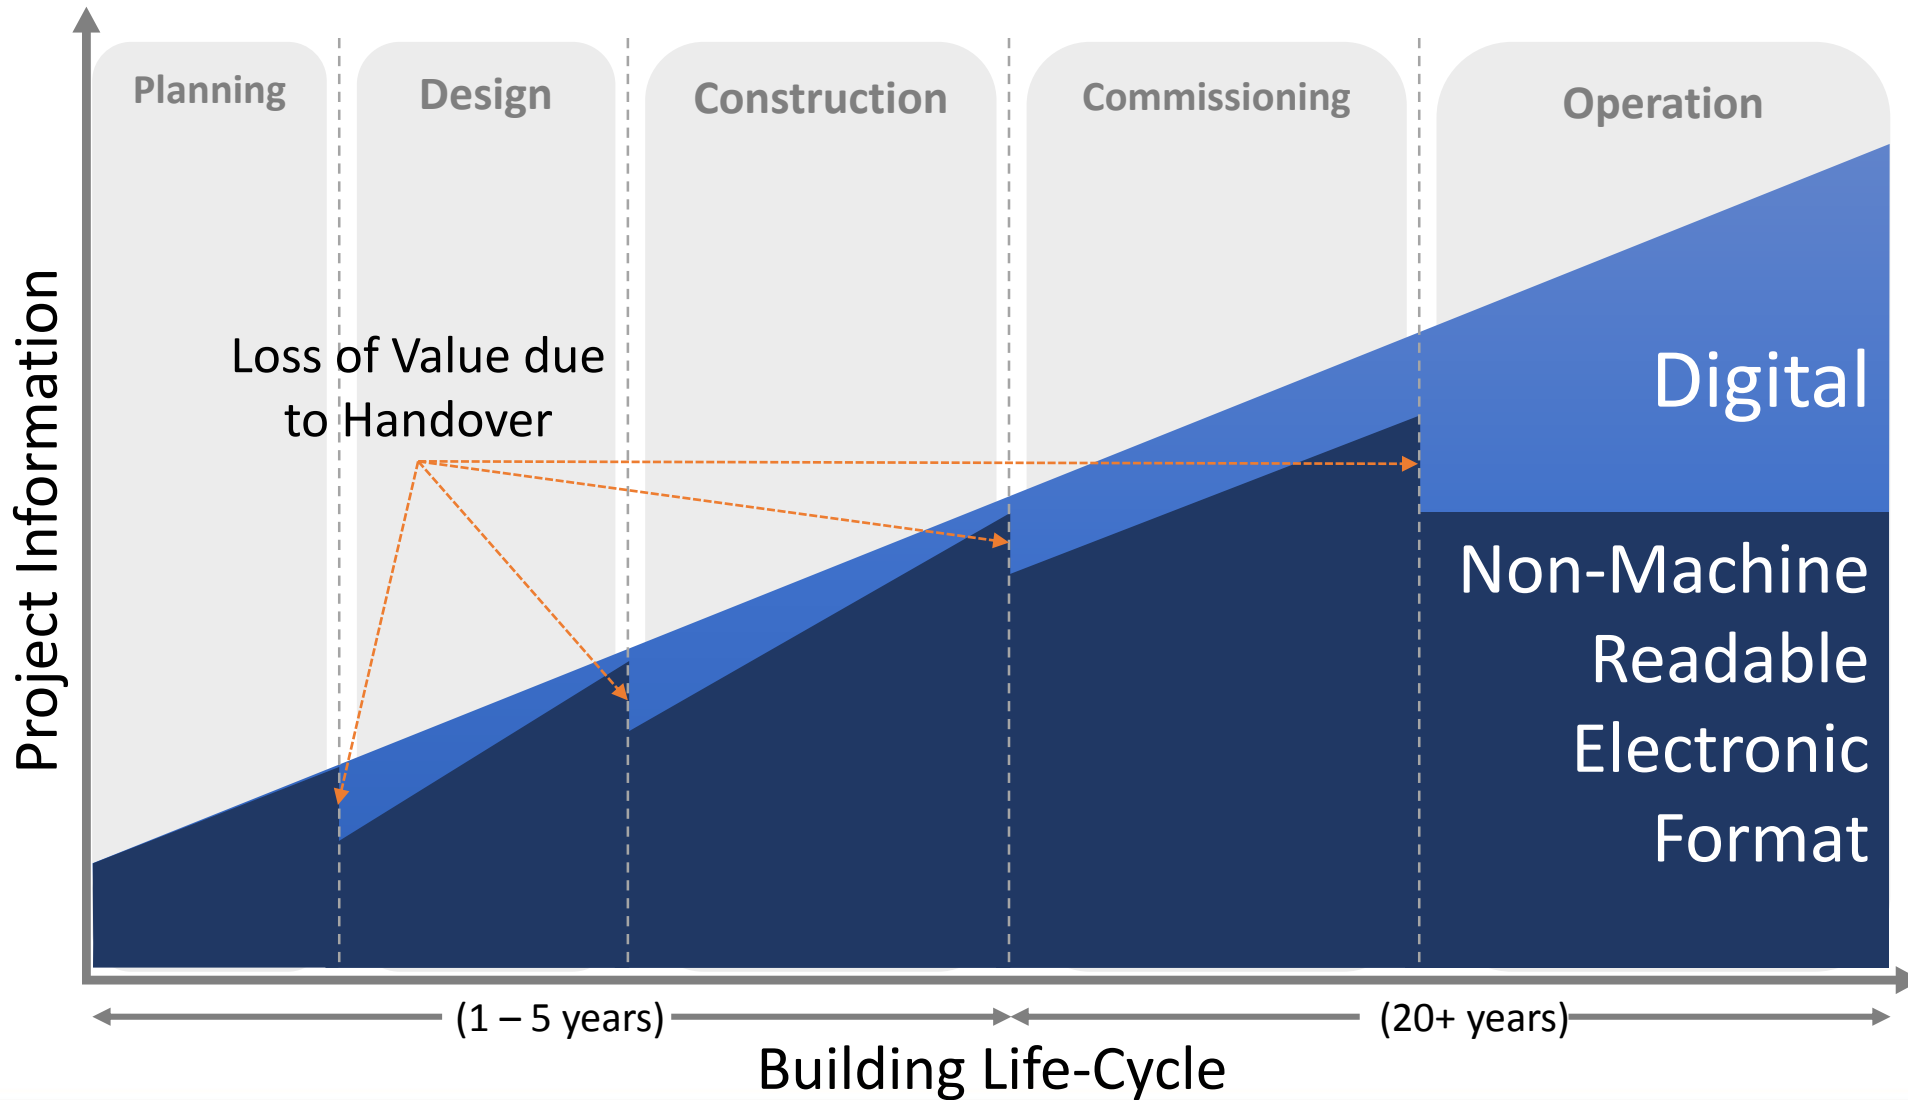 Planning
Design
Construction
Commissioning
Operation
Loss of Value due
to Handover
Project Information
Digital
Non-Machine
Readable
Electronic
Format
(1 – 5 years)
(20+ years)
Building Life-Cycle